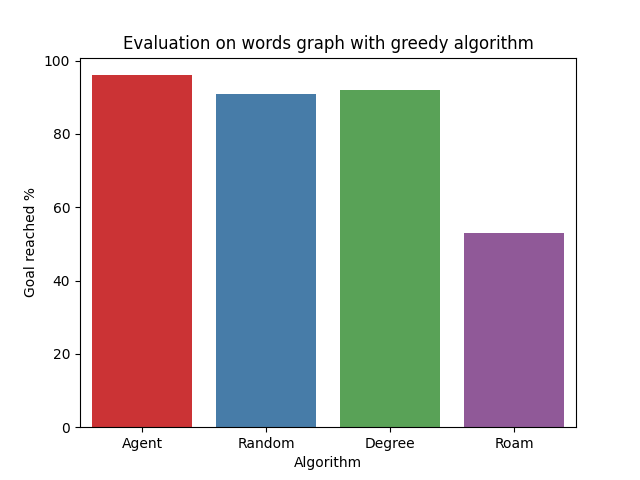 Evaluation on words graph with greedy algorithm
100
80
60
40
20
0
Goal reached %
Agent Random Degree Roam
Algorithm